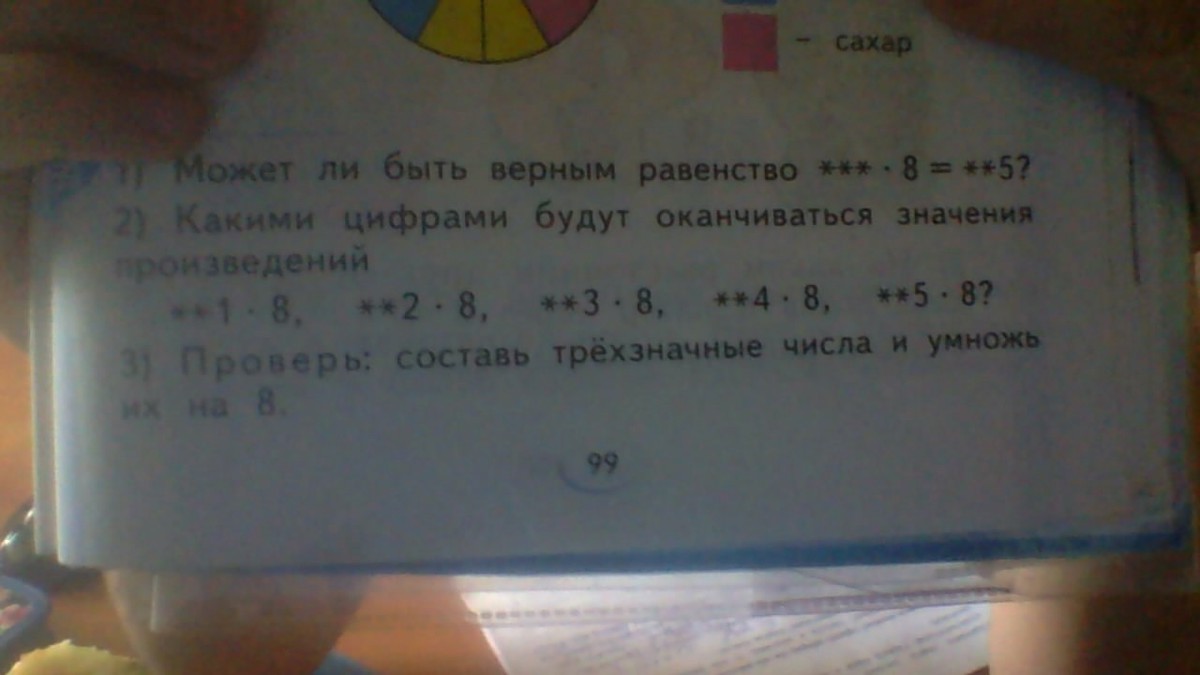 – сахар
1) Может ли быть верным равенство *** · 8 = **5?
2) Какими цифрами будут оканчиваться значения
произведений
**1 · 8, **2 · 8, **3 · 8, **4 · 8, **5 · 8?
3) Проверь: составь трёхзначные числа и умножь
их на 8.
99